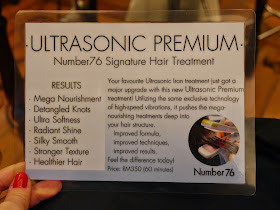 ·ULTRASONIC PREMIUM·
Number76 Signature Hair Treatment
RESULTS
· Mega Nourishment
· Detangled Knots
· Ultra Softness
· Radiant Shine
· Silky Smooth
· Stronger Texture
· Healthier Hair
Your favourite Ultrasonic Iron treatment just got a
major upgrade with this new Ultrasonic Premium
treatment! Utilizing the same exclusive technology
of high-speed vibrations, it pushes the mega-
nourishing treatments deep into
your hair structure.
Improved formula,
improved techniques,
improved results.
Feel the difference today!
Price: RM3.50 (60 minutes)
Number76